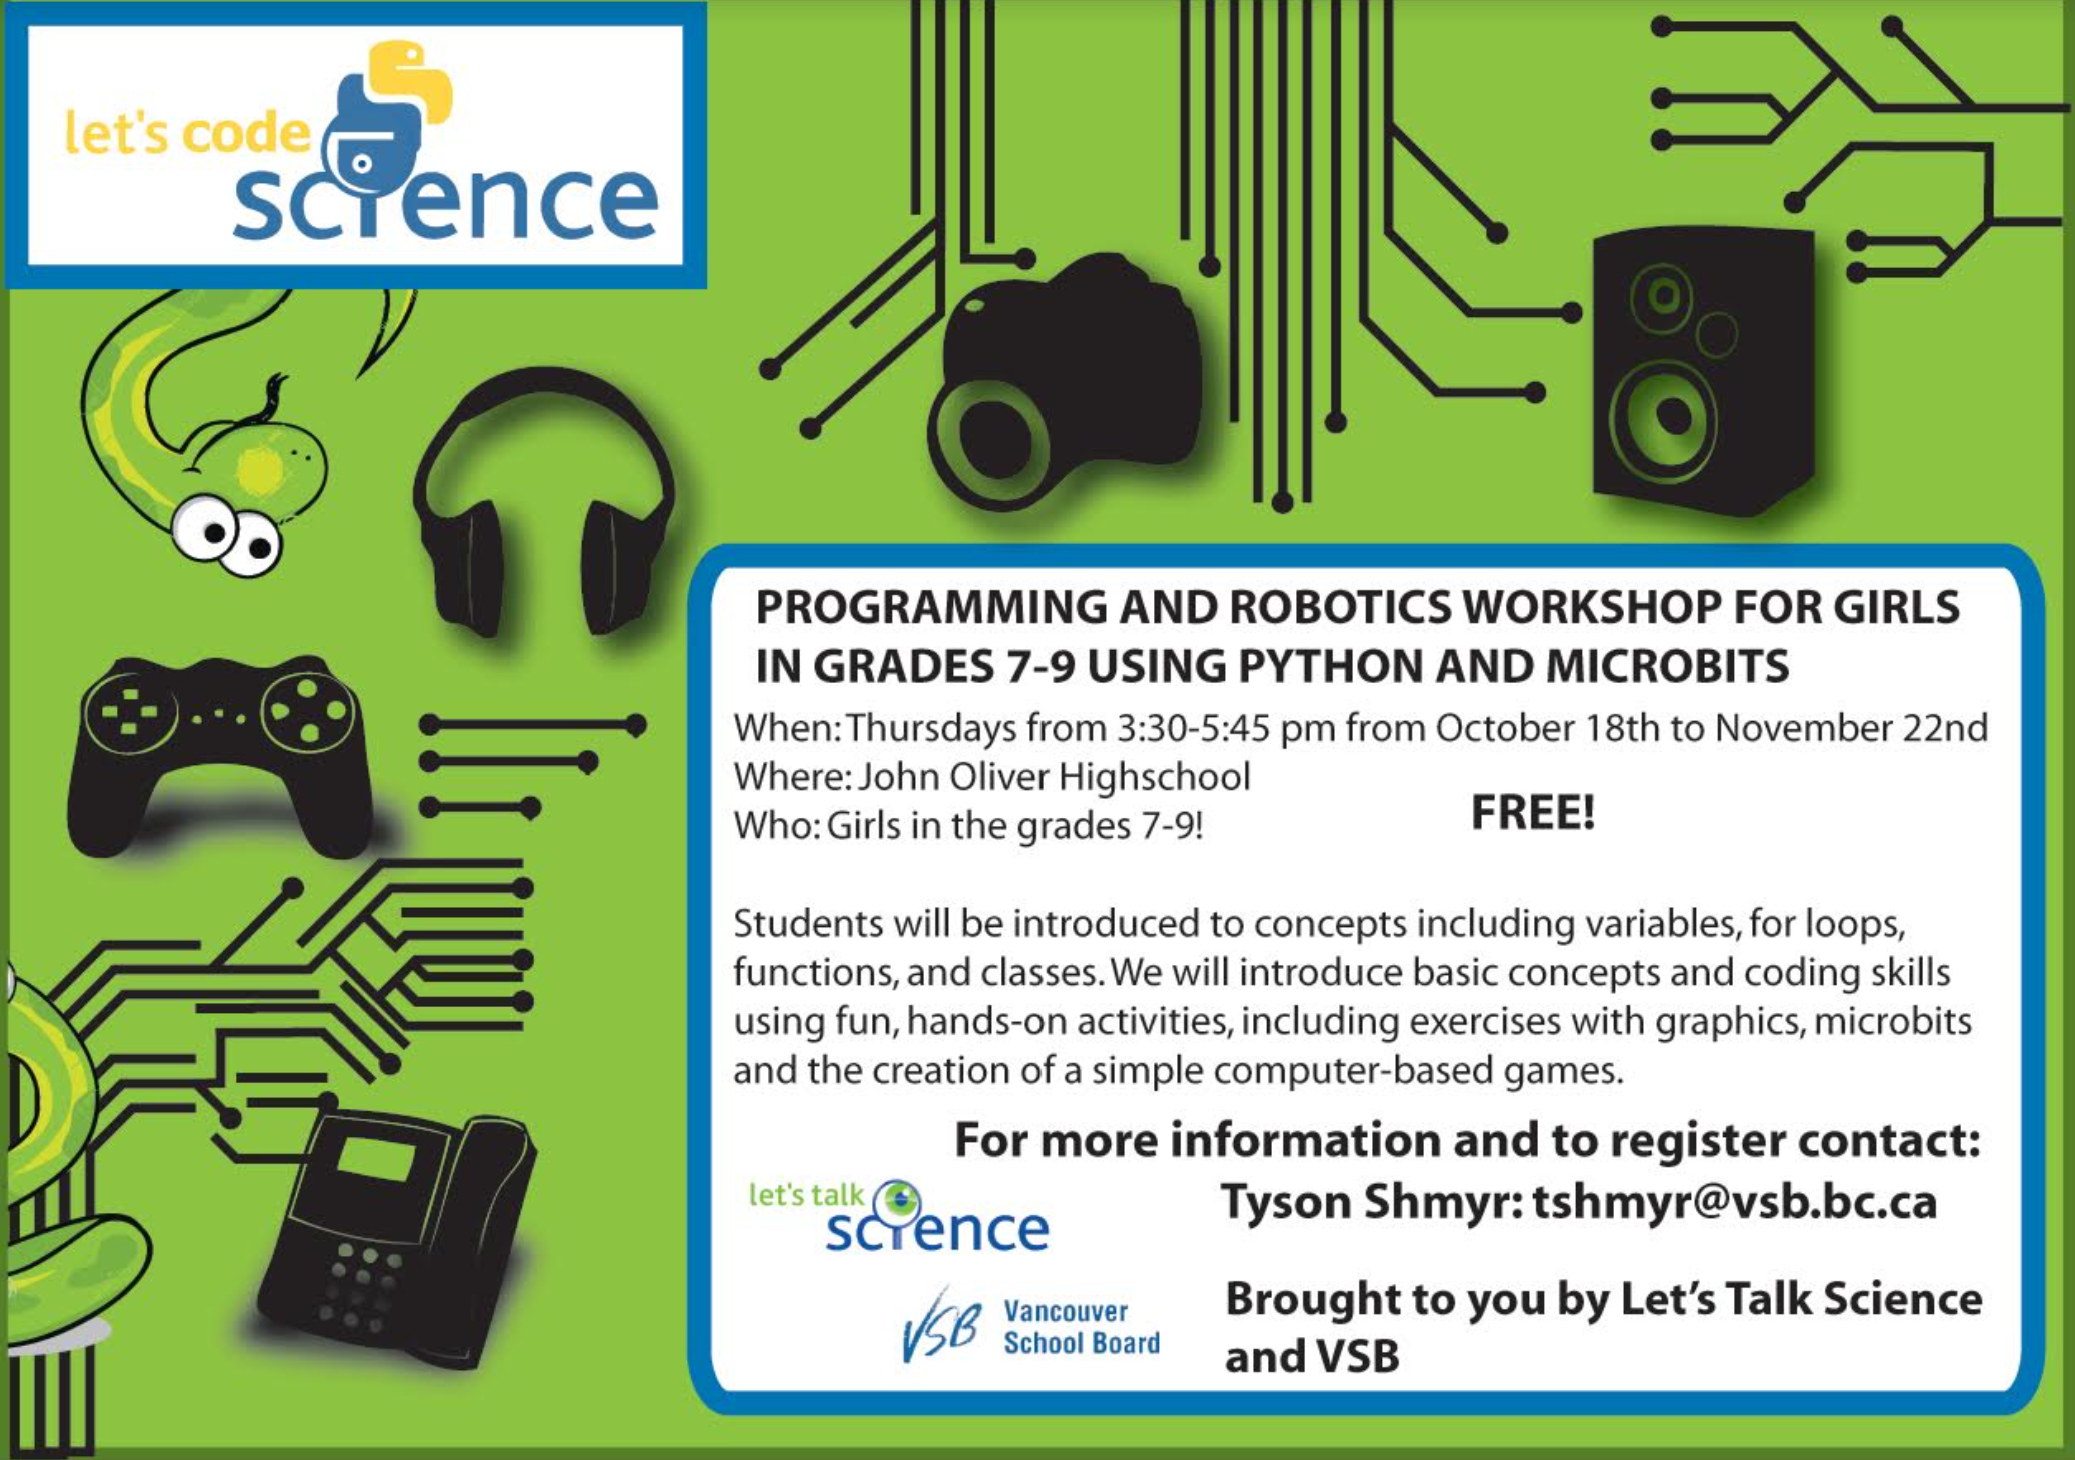 let's code
science
PROGRAMMING AND ROBOTICS WORKSHOP FOR GIRLS
IN GRADES 7-9 USING PYTHON AND MICROBITS
When: Thursdays from 3:30-5:45 pm from October 18th to November 22nd
Where: John Oliver Highschool
Who: Girls in the grades 7-9!
FREE!
Students will be introduced to concepts including variables, for loops,
functions, and classes. We will introduce basic concepts and coding skills
using fun, hands-on activities, including exercises with graphics, microbits
and the creation of a simple computer-based games.
For more information and to register contact:
let's talk
science
Tyson Shmyr: tshmyr@vsb.bc.ca
VSB Vancouver
School Board
Brought to you by Let's Talk Science
and VSB